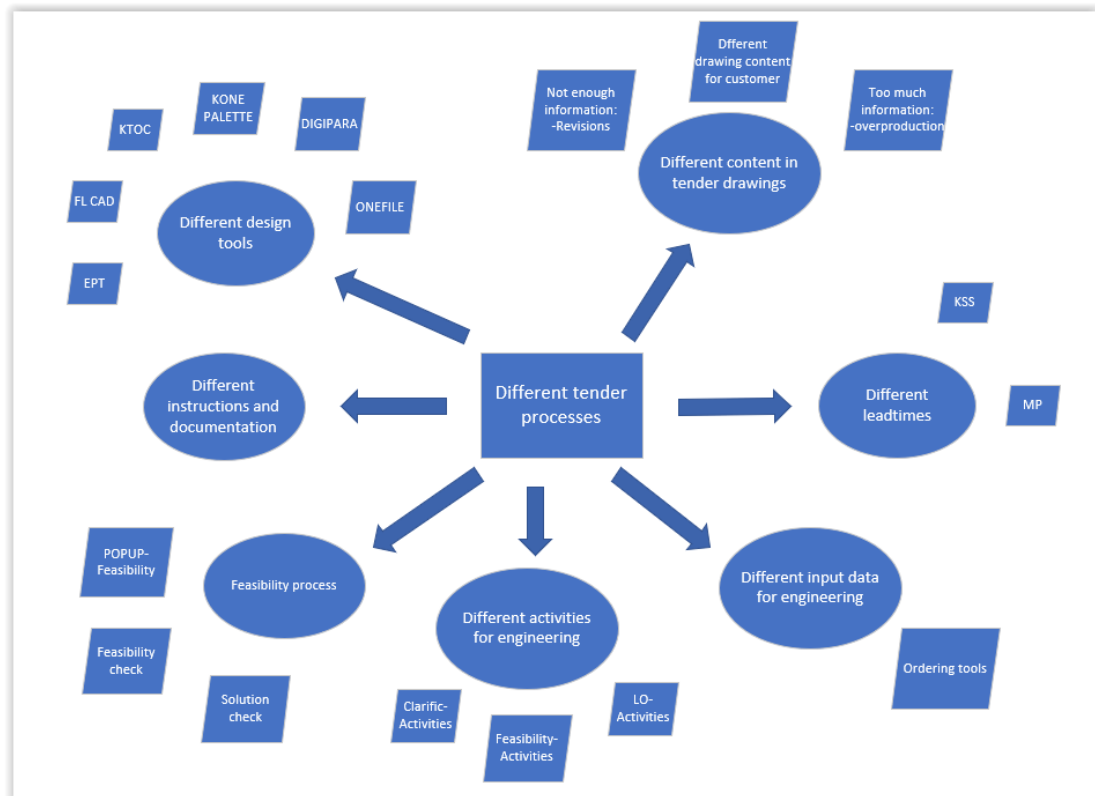 Dfferent
drawing content
for customer
Not enough
information:
-Revisions
Too much
information:
-overproduction
Different content in
tender drawings
KONE
PALETTE
KTOC
DIGIPARA
FL CAD
ONEFILE
EPT
Different design
tools
KSS
MP
Different
leadtimes
Different tender
processes
Different
instructions and
documentation
POPUP-
Feasibility
Feasibility
check
Solution
check
Feasibility process
Different activities
for engineering
Clarific-
Activities
Feasibility-
Activities
LO-
Activities
Different input data
for engineering
Ordering tools